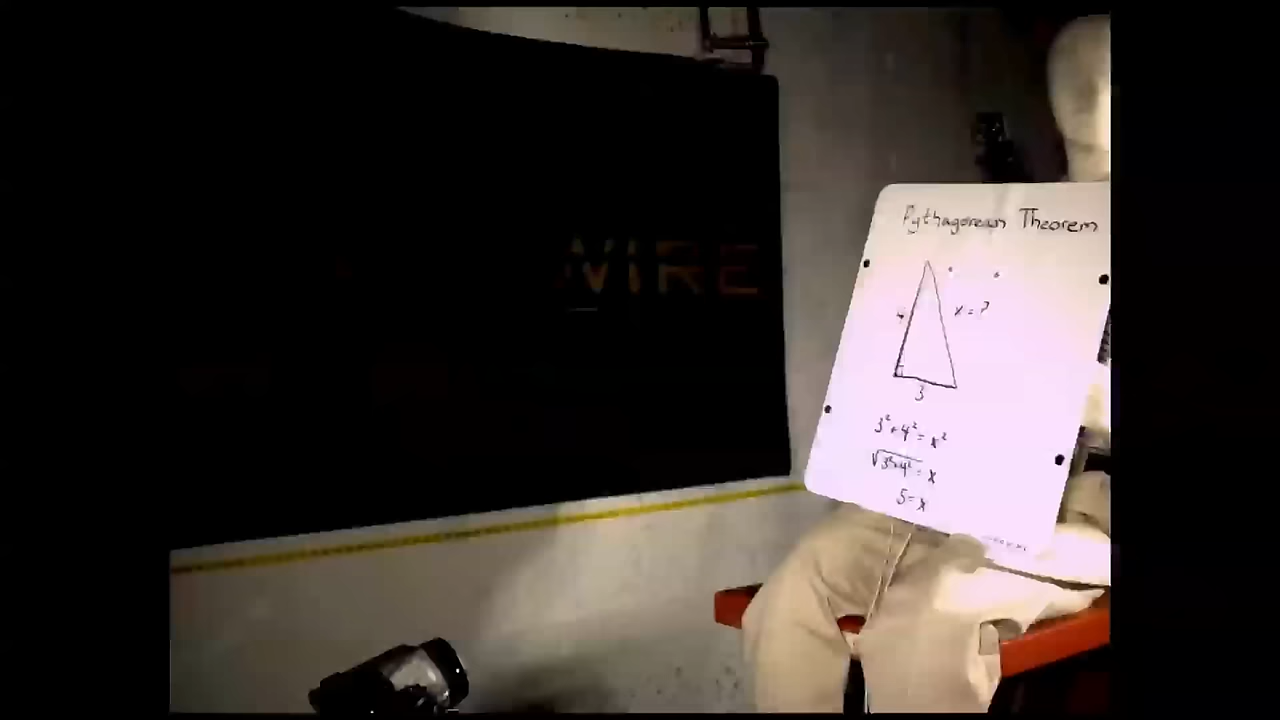 WIRE
Pythagorean Theorem
4
x = ?
3
3²+4²= x²
√3²+4² = x
5= x